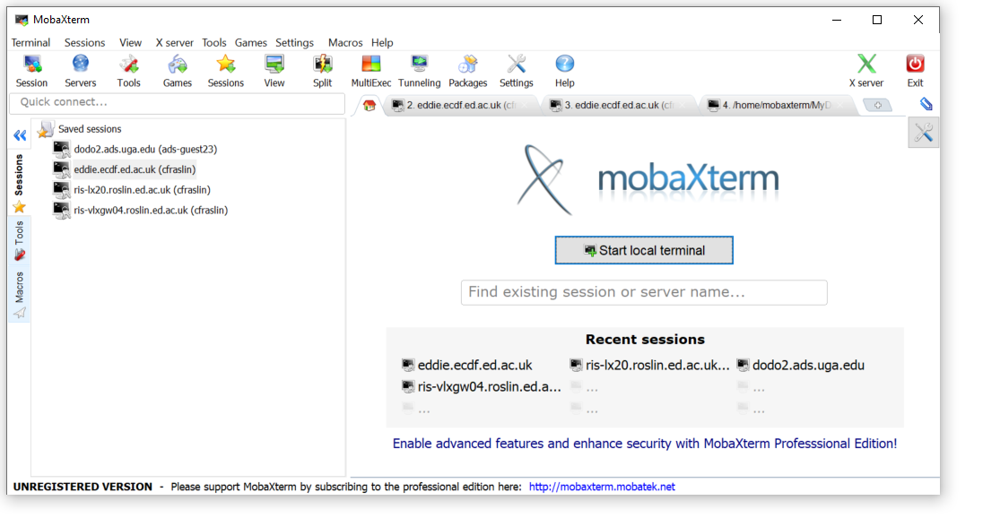 MobaXterm
Terminal Sessions View X server Tools Games Settings Macros Help
Session Servers Tools Games Sessions View Split MultiExec Tunneling Packages Settings Help X server Exit
Quick connect...
2. eddie.ecdf.ed.ac.uk (cf
3. eddie.ecdf.ed.ac.uk (cf
4. /home/mobaxterm/MyD
Sessions
Tools
Macros
Saved sessions
dodo2.ads.uga.edu (ads-guest23)
eddie.ecdf.ed.ac.uk (cfraslin)
ris-lx20.roslin.ed.ac.uk (cfraslin)
ris-vlxgw04.roslin.ed.ac.uk (cfraslin)
mobaXterm
Start local terminal
Find existing session or server name...
Recent sessions
eddie.ecdf.ed.ac.uk ris-lx20.roslin.ed.ac.uk... dodo2.ads.uga.edu
ris-vlxgw04.roslin.ed.a... ... ...
... ... ...
Enable advanced features and enhance security with MobaXterm Professsional Edition!
UNREGISTERED VERSION - Please support MobaXterm by subscribing to the professional edition here: http://mobaxterm.mobatek.net